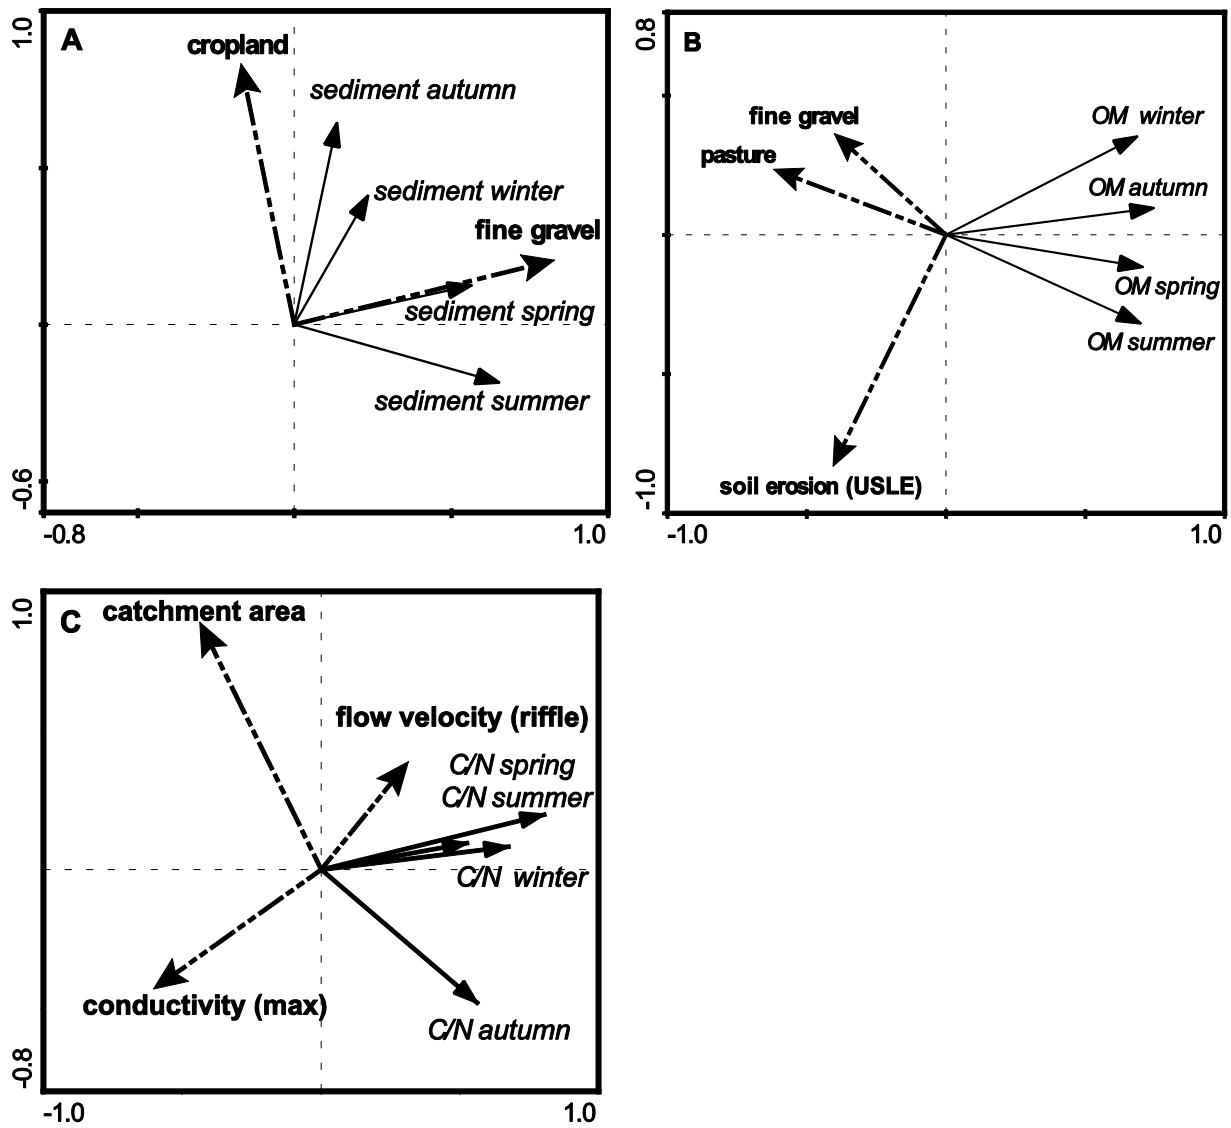 1.0
A
cropland
sediment autumn
sediment winter
fine gravel
sediment spring
sediment summer
-0.6
-0.8
1.0
0.8
B
fine gravel
pasture
OM winter
OM autumn
OM spring
OM summer
soil erosion (USLE)
-1.0
-1.0
1.0
1.0
C
catchment area
flow velocity (riffle)
C/N spring
C/N summer
C/N winter
conductivity (max)
C/N autumn
-0.8
-1.0
1.0